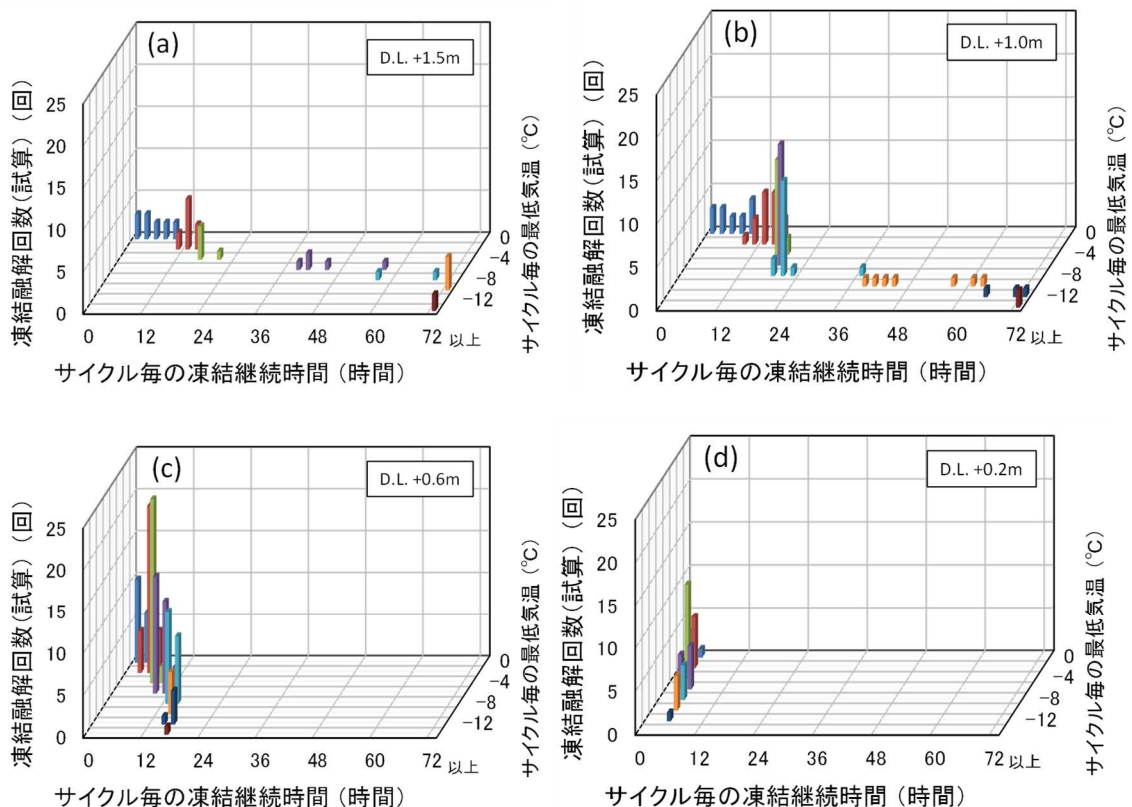 (a)
D.L. +1.5m
凍結融解回数(試算)(回)
25
20
15
10
5
0
0
12
24
36
48
60
72
以上
サイクル毎の凍結継続時間(時間)
0
-4
-8
-12
サイクル毎の最低気温(℃)
(b)
D.L. +1.0m
凍結融解回数(試算)(回)
25
20
15
10
5
0
0
12
24
36
48
60
72
以上
サイクル毎の凍結継続時間(時間)
0
-4
-8
-12
サイクル毎の最低気温(℃)
(c)
D.L. +0.6m
凍結融解回数(試算)(回)
25
20
15
10
5
0
0
12
24
36
48
60
72
以上
サイクル毎の凍結継続時間(時間)
0
-4
-8
-12
サイクル毎の最低気温(℃)
(d)
D.L. +0.2m
凍結融解回数(試算)(回)
25
20
15
10
5
0
0
12
24
36
48
60
72
以上
サイクル毎の凍結継続時間(時間)
0
-4
-8
-12
サイクル毎の最低気温(℃)